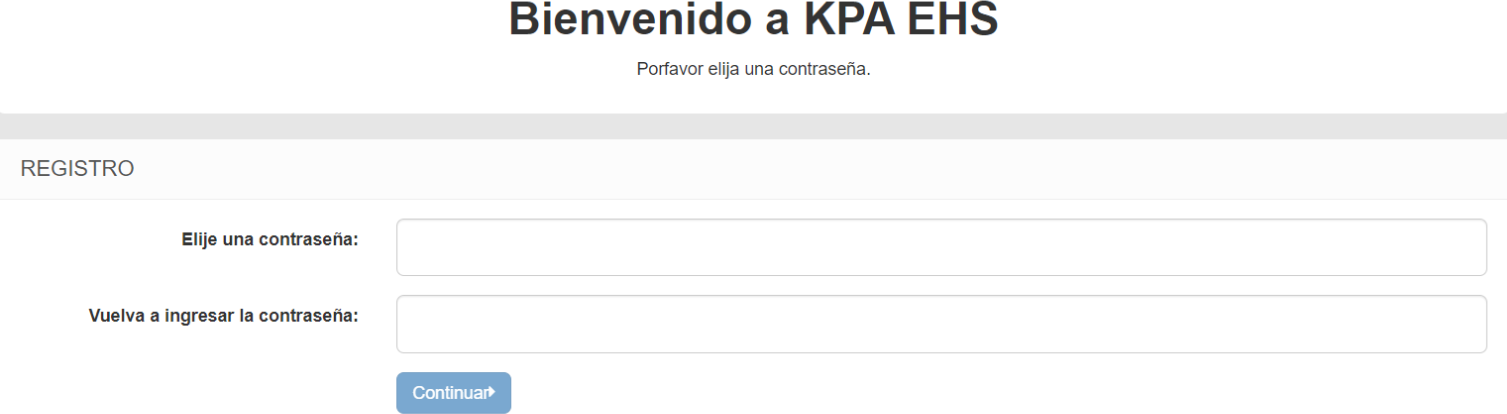 Bienvenido a KPA EHS
Porfavor elija una contraseña.
REGISTRO
Elije una contraseña:
Vuelva a ingresar la contraseña:
Continuar